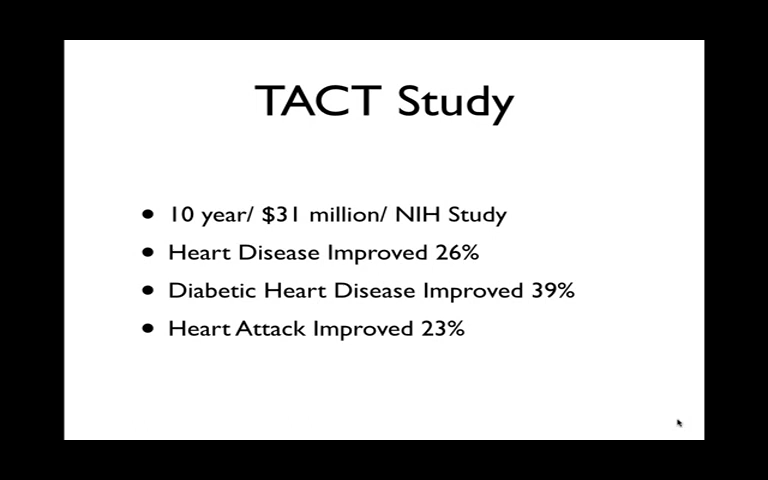 TACT Study
• 10 year/ $31 million/ NIH Study
• Heart Disease Improved 26%
• Diabetic Heart Disease Improved 39%
• Heart Attack Improved 23%